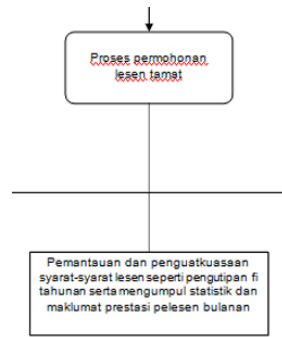 Proses permohonan
lesen tamat
Pemantauan dan penguatkuasaan
syarat-syarat lesen seperti pengutipan fi
tahunan serta mengumpul statistik dan
maklumat prestasi pelesen bulanan